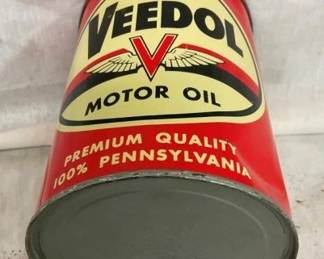 VEEDOL
V
MOTOR OIL
PREMIUM QUALITY
100% PENNSYLVANIA